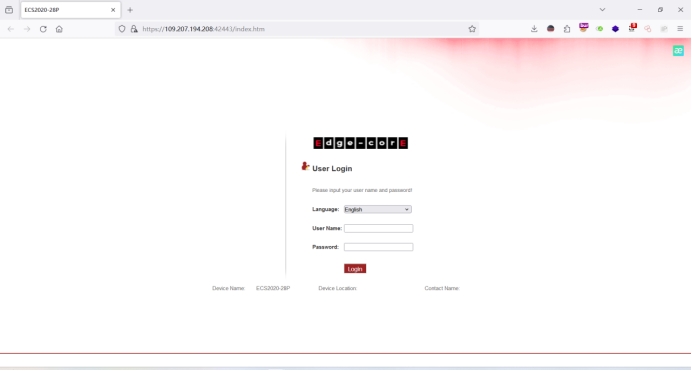 ECS2020-28P
https://109.207.194.208:42443/index.htm
Edge-corE
User Login
Please input your user name and password!
Language: English
User Name:
Password:
Login
Device Name: ECS2020-28P Device Location: Contact Name: